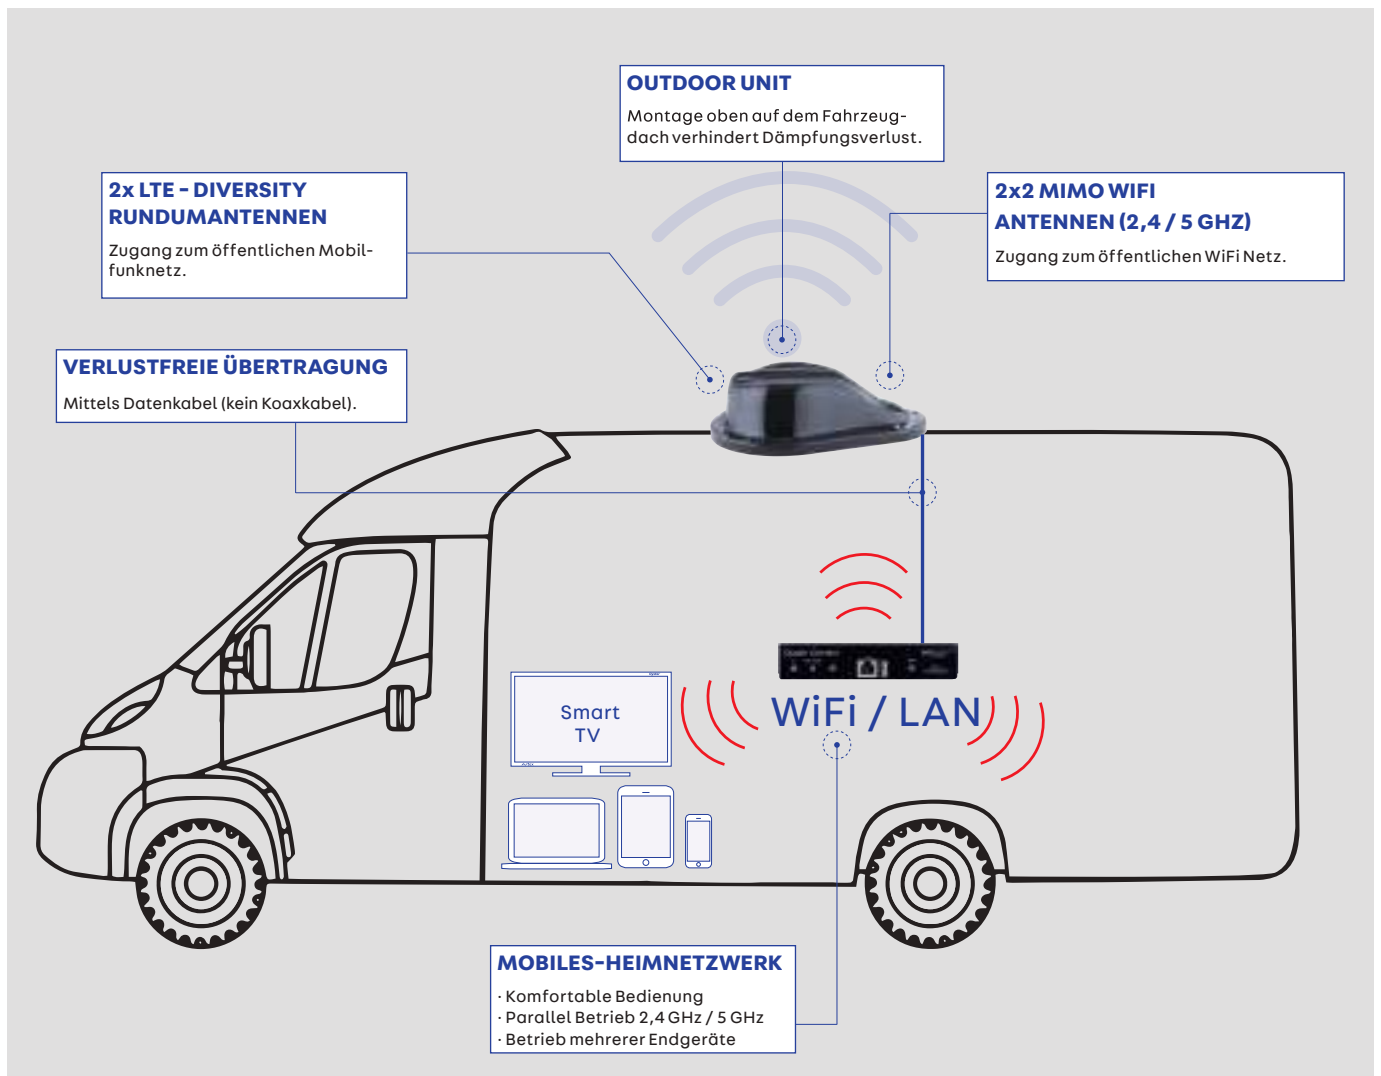 OUTDOOR UNIT
Montage oben auf dem Fahrzeug-
dach verhindert Dämpfungsverlust.
2x LTE - DIVERSITY
RUNDUMANTENNEN
Zugang zum öffentlichen Mobil-
funknetz.
2x2 MIMO WIFI
ANTENNEN (2,4 / 5 GHZ)
Zugang zum öffentlichen WiFi Netz.
VERLUSTFREIE ÜBERTRAGUNG
Mittels Datenkabel (kein Koaxkabel).
Smart
TV
WiFi / LAN
MOBILES-HEIMNETZWERK
· Komfortable Bedienung
· Parallel Betrieb 2,4 GHz / 5 GHz
· Betrieb mehrerer Endgeräte